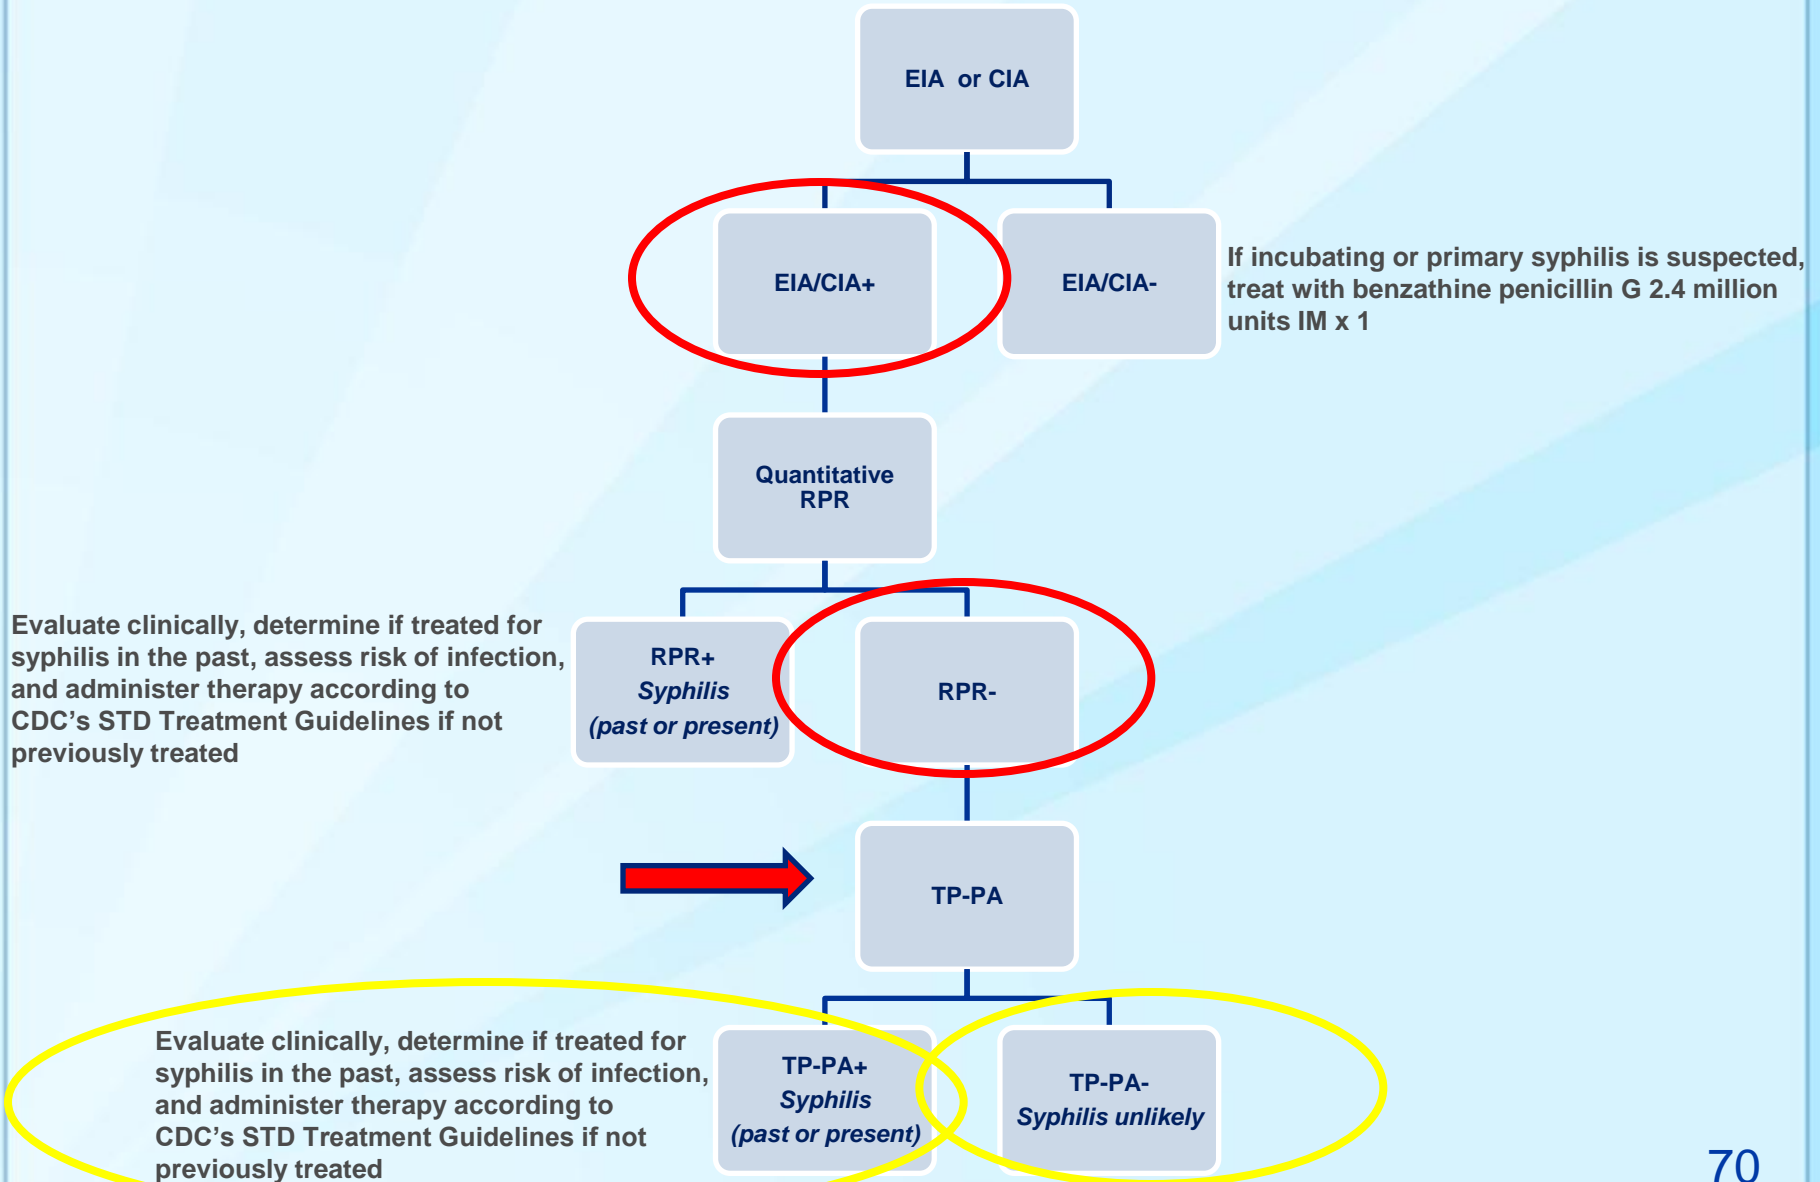 EIA or CIA
EIA/CIA+
EIA/CIA-
If incubating or primary syphilis is suspected,
treat with benzathine penicillin G 2.4 million
units IM x 1
Quantitative
RPR
Evaluate clinically, determine if treated for
syphilis in the past, assess risk of infection,
and administer therapy according to
CDC’s STD Treatment Guidelines if not
previously treated
RPR+
Syphilis
(past or present)
RPR-
TP-PA
Evaluate clinically, determine if treated for
syphilis in the past, assess risk of infection,
and administer therapy according to
CDC’s STD Treatment Guidelines if not
previously treated
TP-PA+
Syphilis
(past or present)
TP-PA-
Syphilis unlikely
70